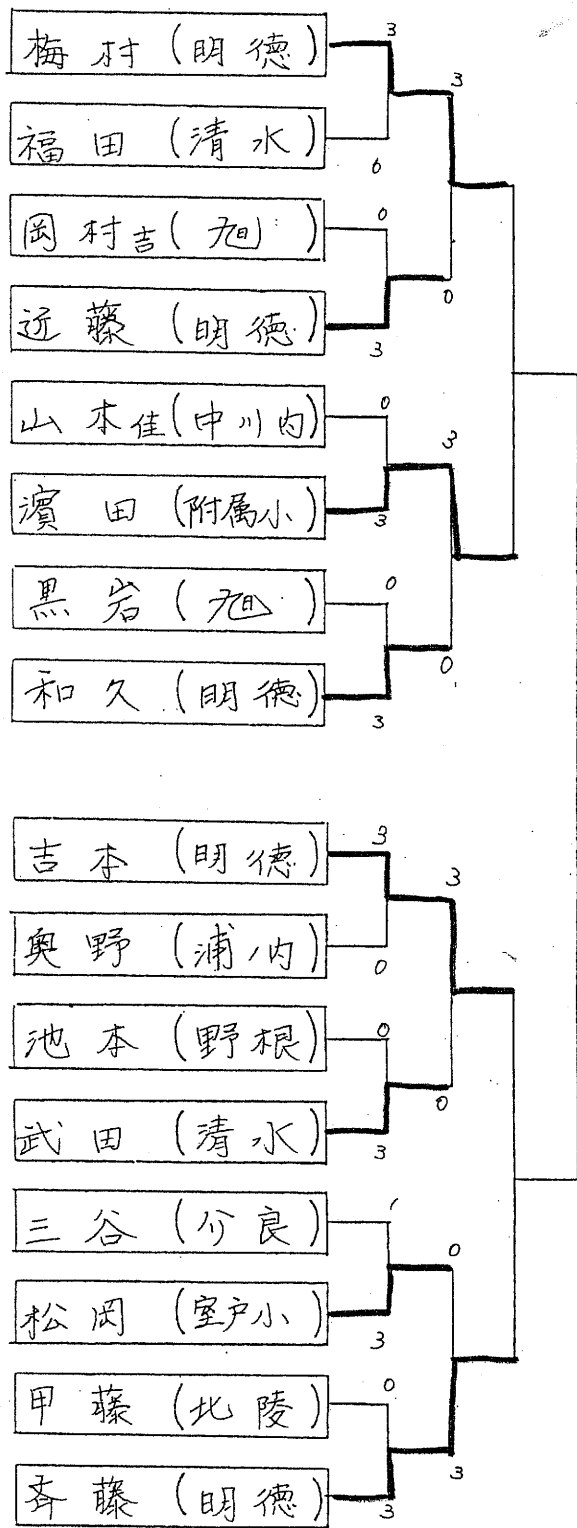 梅村(明徳)
3
3
福田(清水)
0
岡村吉(旭)
0
0
近藤(明徳)
3
山本佳(中川内)
0
3
濱田(附属小)
3
黒岩(旭)
0
0
和久(明徳)
3
吉本(明徳)
3
3
奥野(浦ノ内)
0
池本(野根)
0
0
武田(清水)
3
三谷(介良)
1
0
松岡(室戸小)
3
甲藤(北陵)
0
3
斉藤(明徳)
3